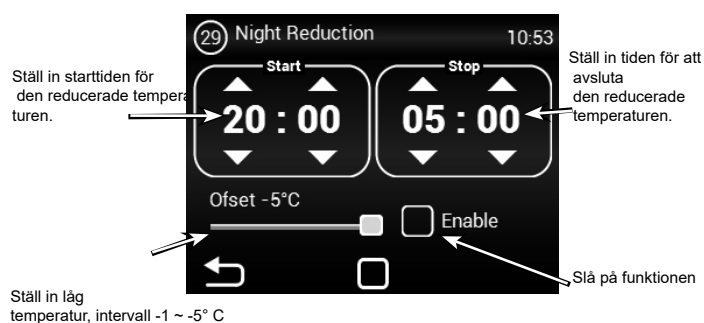 29 Night Reduction 10:53
Start
Stop
20 : 00
05 : 00
Ofset -5°C
Enable
Ställ in starttiden för
den reducerade tempera
turen.
Ställ in tiden för att
avsluta
den reducerade
temperaturen.
Slå på funktionen
Ställ in låg
temperatur, intervall -1 ~ -5° C